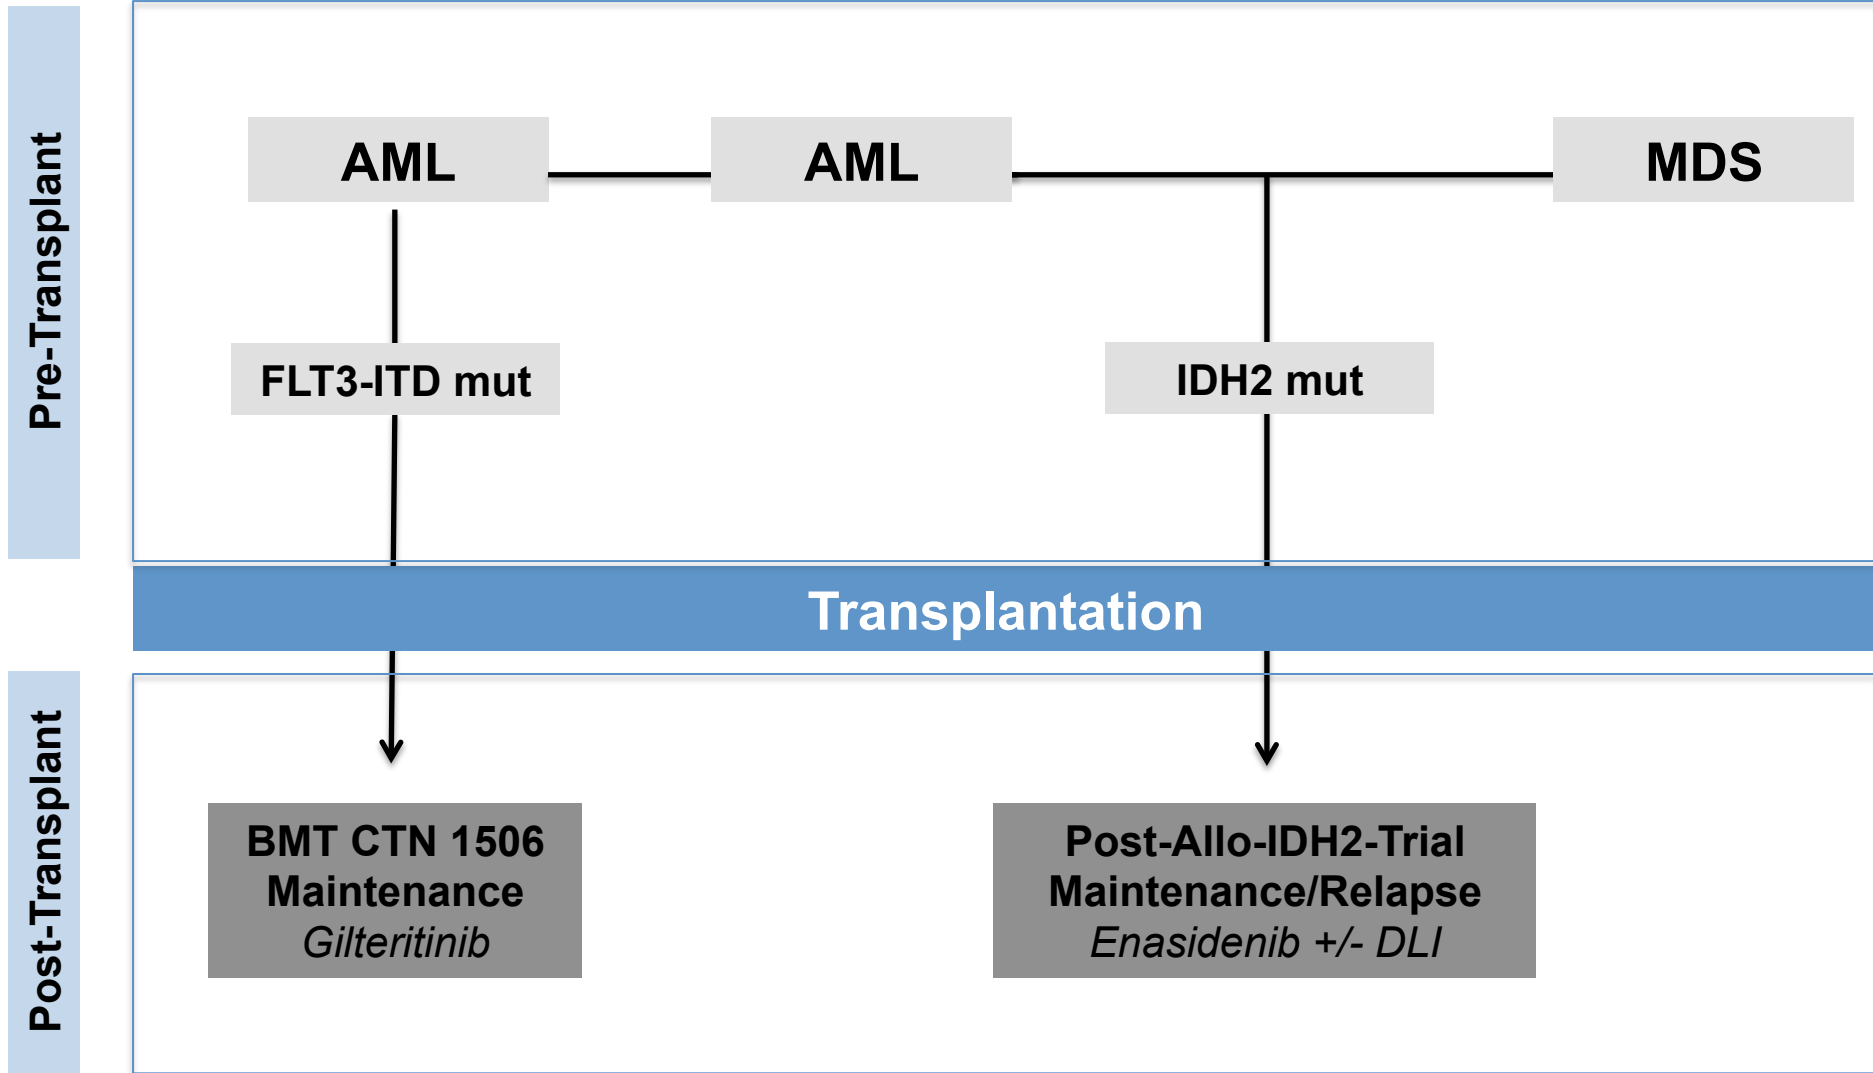 Pre-Transplant
AML
AML
MDS
FLT3-ITD mut
IDH2 mut
Transplantation
Post-Transplant
BMT CTN 1506
Maintenance
Gilteritinib
Post-Allo-IDH2-Trial
Maintenance/Relapse
Enasidenib +/- DLI